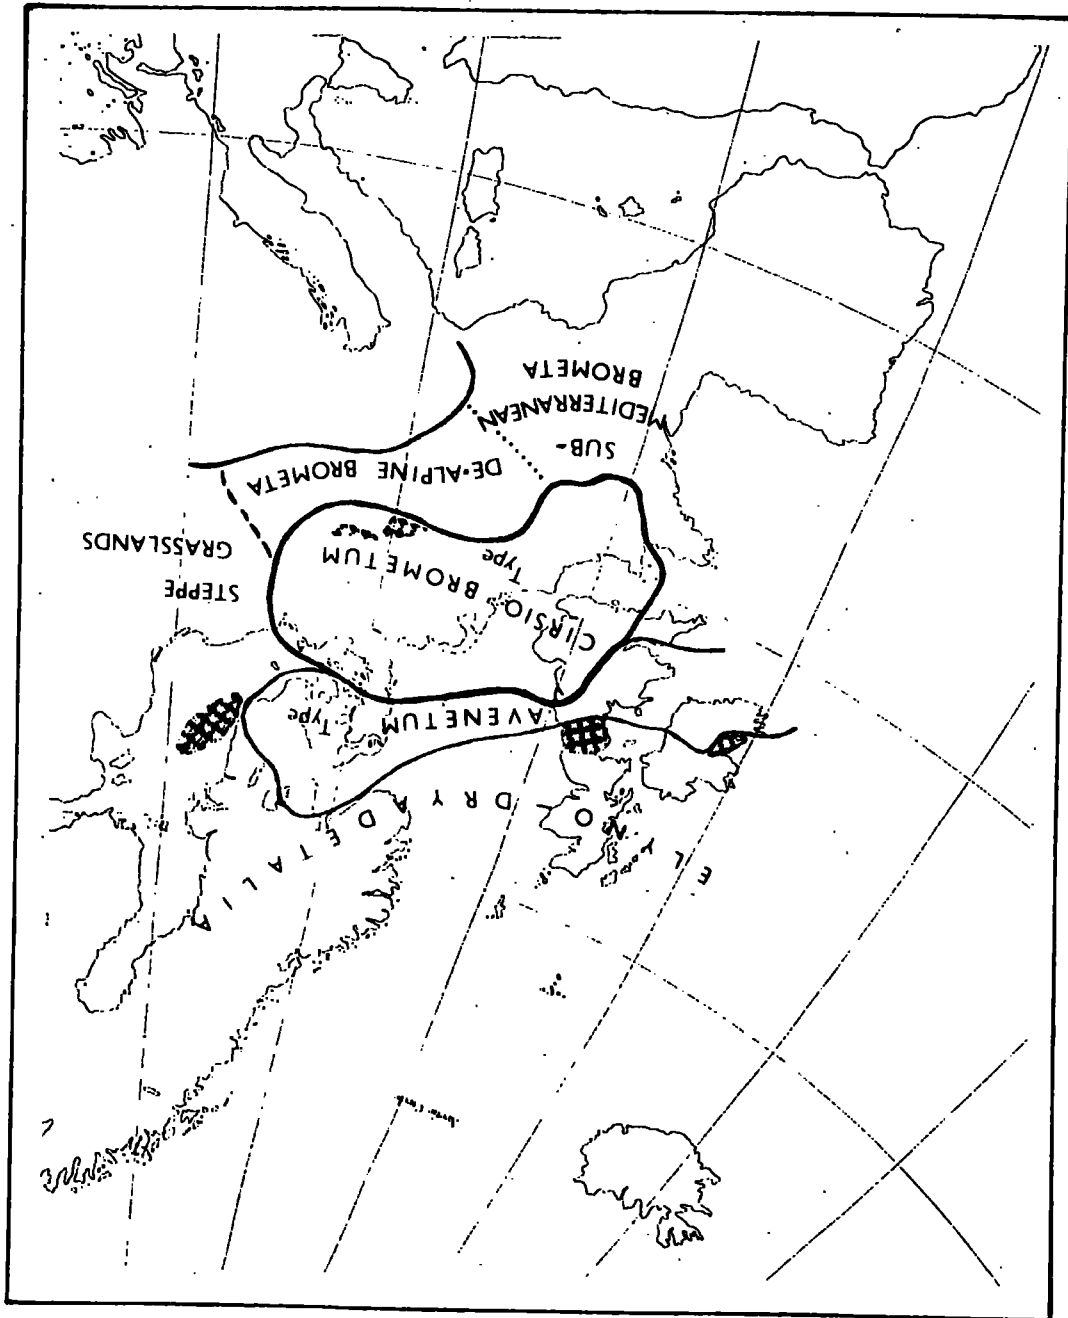 ELYNO DRYADETALIA
AVENETUM
Type
CIRSIO BROMETUM
Type
STEPPE
GRASSLANDS
DE-ALPINE BROMETA
SUB-
MEDITERRANEAN
BROMETA